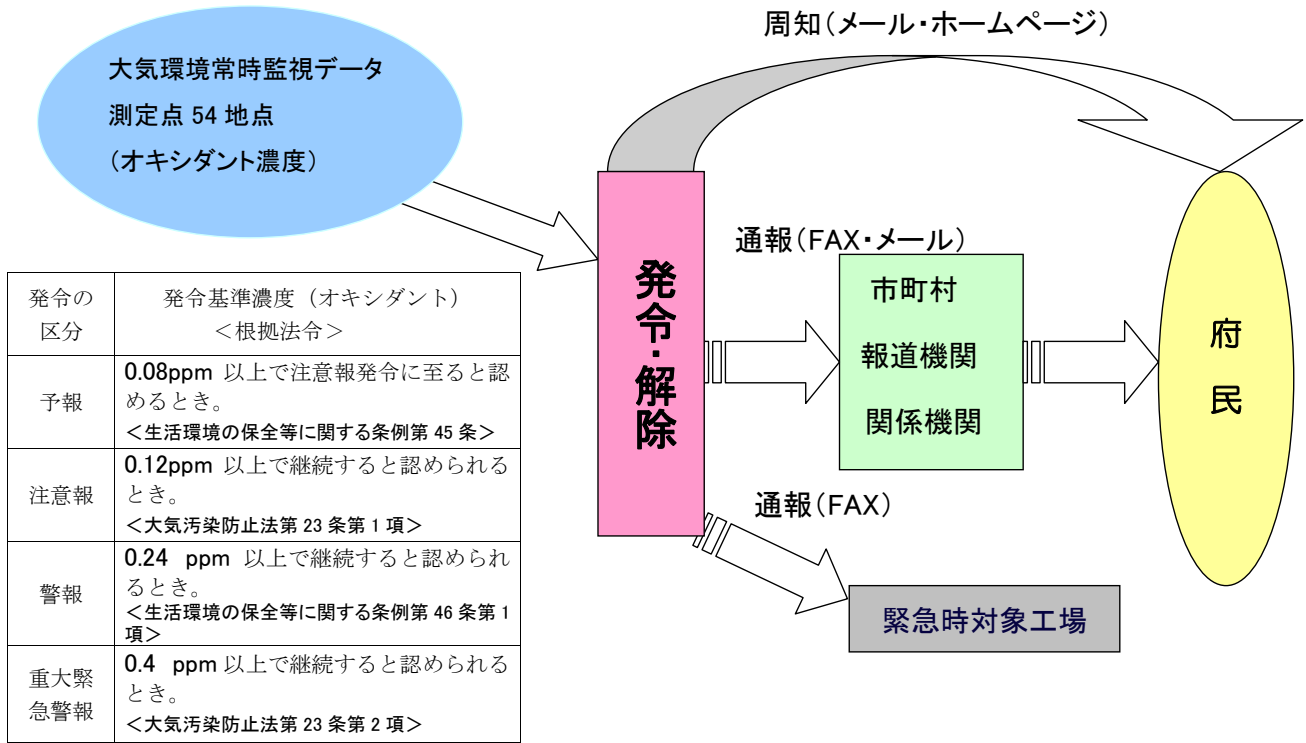 周知（メール・ホームページ）
大気環境常時監視データ
測定点 54 地点
（オキシダント濃度）
発令・解除
通報（FAX・メール）
市町村
報道機関
関係機関
府民
通報（FAX）
緊急時対象工場
発令の
区分
発令基準濃度（オキシダント）
＜根拠法令＞
予報
0.08ppm 以上で注意報発令に至ると認
めるとき。
＜生活環境の保全等に関する条例第 45 条＞
注意報
0.12ppm 以上で継続すると認められる
とき。
＜大気汚染防止法第 23 条第 1 項＞
警報
0.24 ppm 以上で継続すると認められ
るとき。
＜生活環境の保全等に関する条例第 46 条第 1
項＞
重大緊
急警報
0.4 ppm 以上で継続すると認められる
とき。
＜大気汚染防止法第 23 条第 2 項＞